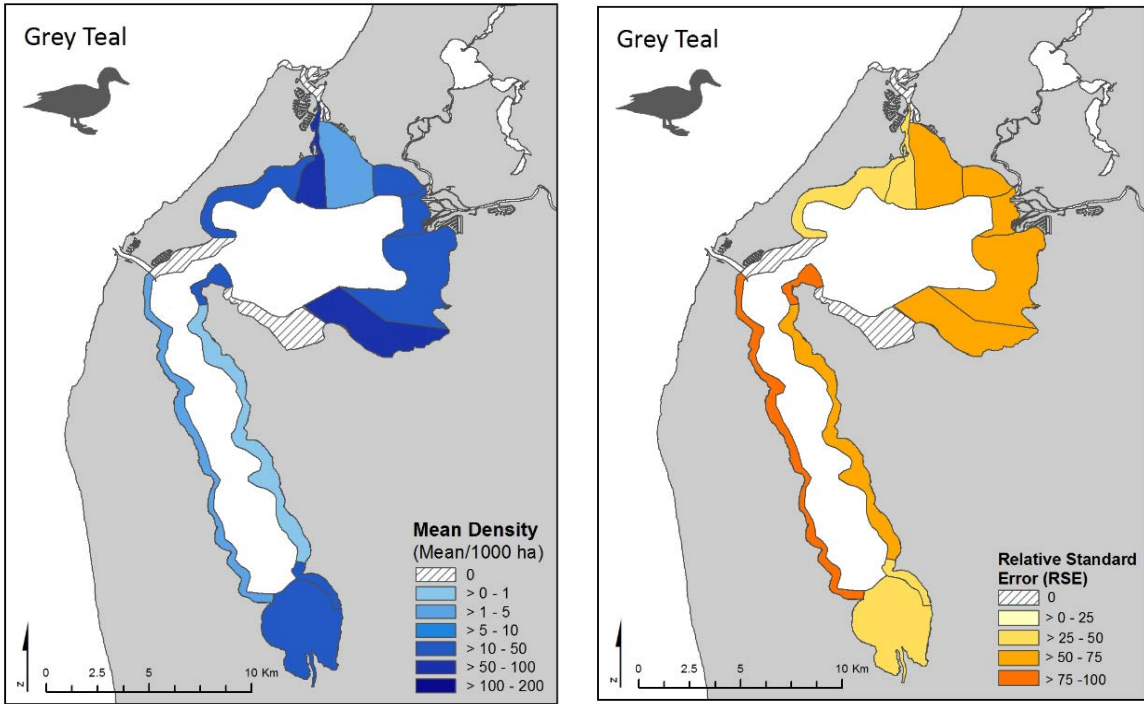 Grey Teal
Mean Density
(Mean/1000 ha)
0
> 0 - 1
> 1 - 5
> 5 - 10
> 10 - 50
> 50 - 100
> 100 - 200
N
0 2.5 5 10 Km
Grey Teal
Relative Standard
Error (RSE)
0
> 0 - 25
> 25 - 50
> 50 - 75
> 75 -100
N
0 2.5 5 10 Km